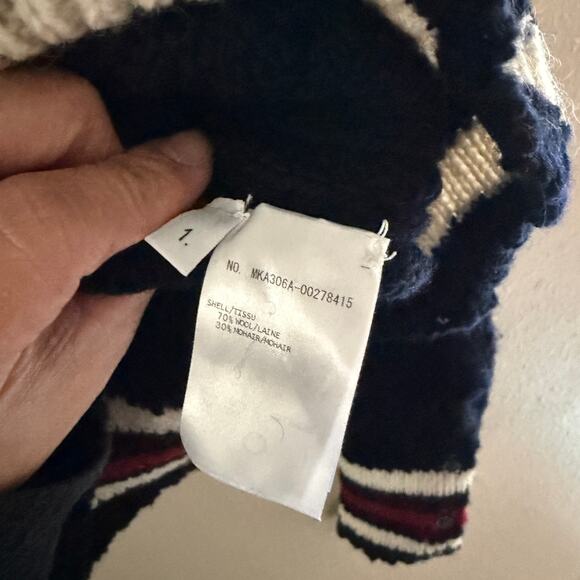 1.
NO. MKA306A-00278415
SHELL/TISSU
70% WOOL/LAINE
30% MOHAIR/MOHAIR